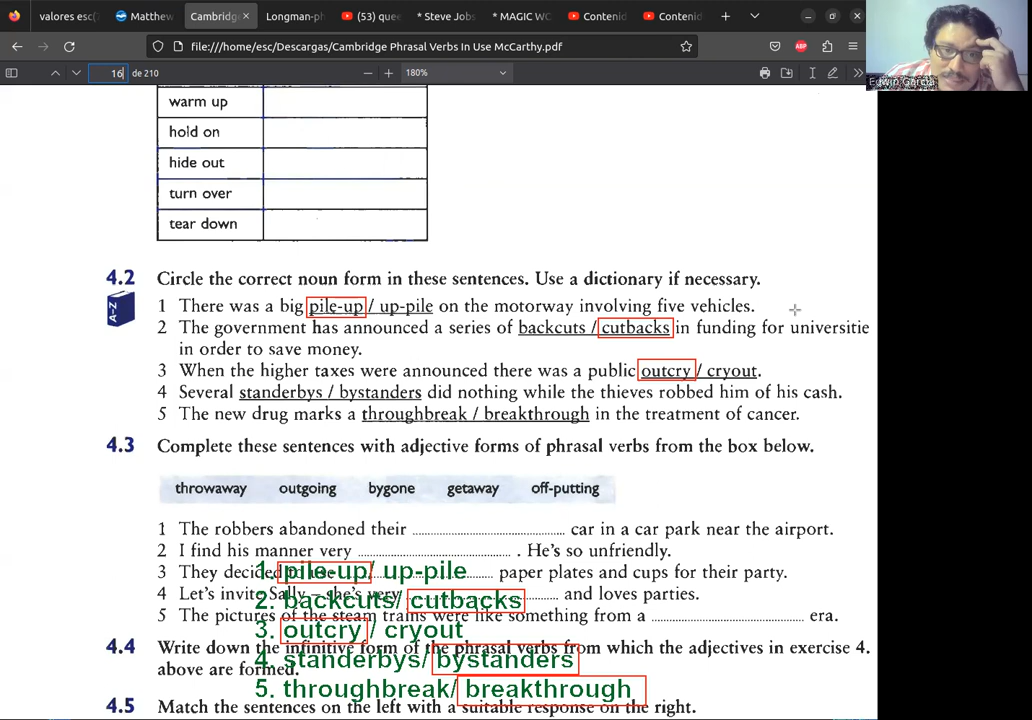 valores esc(
Matthew
Cambridg
Longman-ph
(53) que
* Steve Jobs
* MAGIC WC
Contenid
Contenid
file:///home/esc/Descargas/Cambridge Phrasal Verbs In Use McCarthy.pdf
16 de 210
180%
Edwin Garcia
warm up
hold on
hide out
turn over
tear down
4.2 Circle the correct noun form in these sentences. Use a dictionary if necessary.
A-Z
1 There was a big pile-up / up-pile on the motorway involving five vehicles.
2 The government has announced a series of backcuts / cutbacks in funding for universitie
in order to save money.
3 When the higher taxes were announced there was a public outcry / cryout.
4 Several standerbys / bystanders did nothing while the thieves robbed him of his cash.
5 The new drug marks a throughbreak / breakthrough in the treatment of cancer.
4.3 Complete these sentences with adjective forms of phrasal verbs from the box below.
throwaway outgoing bygone getaway off-putting
1 The robbers abandoned their .......... car in a car park near the airport.
2 I find his manner very .......... . He's so unfriendly.
3 They decided to use .......... paper plates and cups for their party.
4 Let's invite Sally – she's very .......... and loves parties.
5 The pictures of the steam trains were like something from a .......... era.
4.4 Write down the infinitive form of the phrasal verbs from which the adjectives in exercise 4.
above are formed.
4.5 Match the sentences on the left with a suitable response on the right.
1. pile-up/ up-pile
2. backcuts/ cutbacks
3. outcry / cryout
4. standerbys/ bystanders
5. throughbreak/ breakthrough